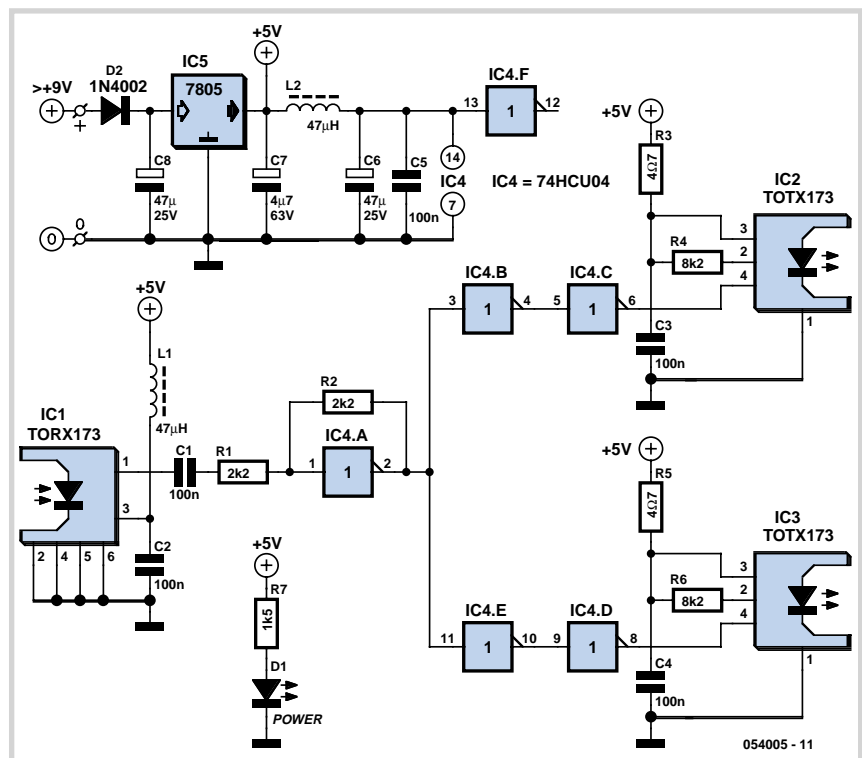 +5V
D2
1N4002
>+9V
+
IC5
7805
L2
47µH
IC4.F
13
1
12
C8
47µ
25V
C7
4µ7
63V
C6
47µ
25V
C5
100n
14
IC4
7
IC4 = 74HCU04
0
0
+5V
R3
4Ω7
IC2
TOTX173
3
R4
8k2
2
4
1
C3
100n
IC4.B
3
1
4
IC4.C
5
1
6
+5V
L1
47µH
IC1
TORX173
1
3
2
4
5
6
C1
100n
R1
2k2
R2
2k2
IC4.A
1
1
2
C2
100n
+5V
R7
1k5
D1
POWER
+5V
R5
4Ω7
IC3
TOTX173
3
R6
8k2
2
4
1
C4
100n
IC4.E
11
1
10
IC4.D
9
1
8
054005 - 11